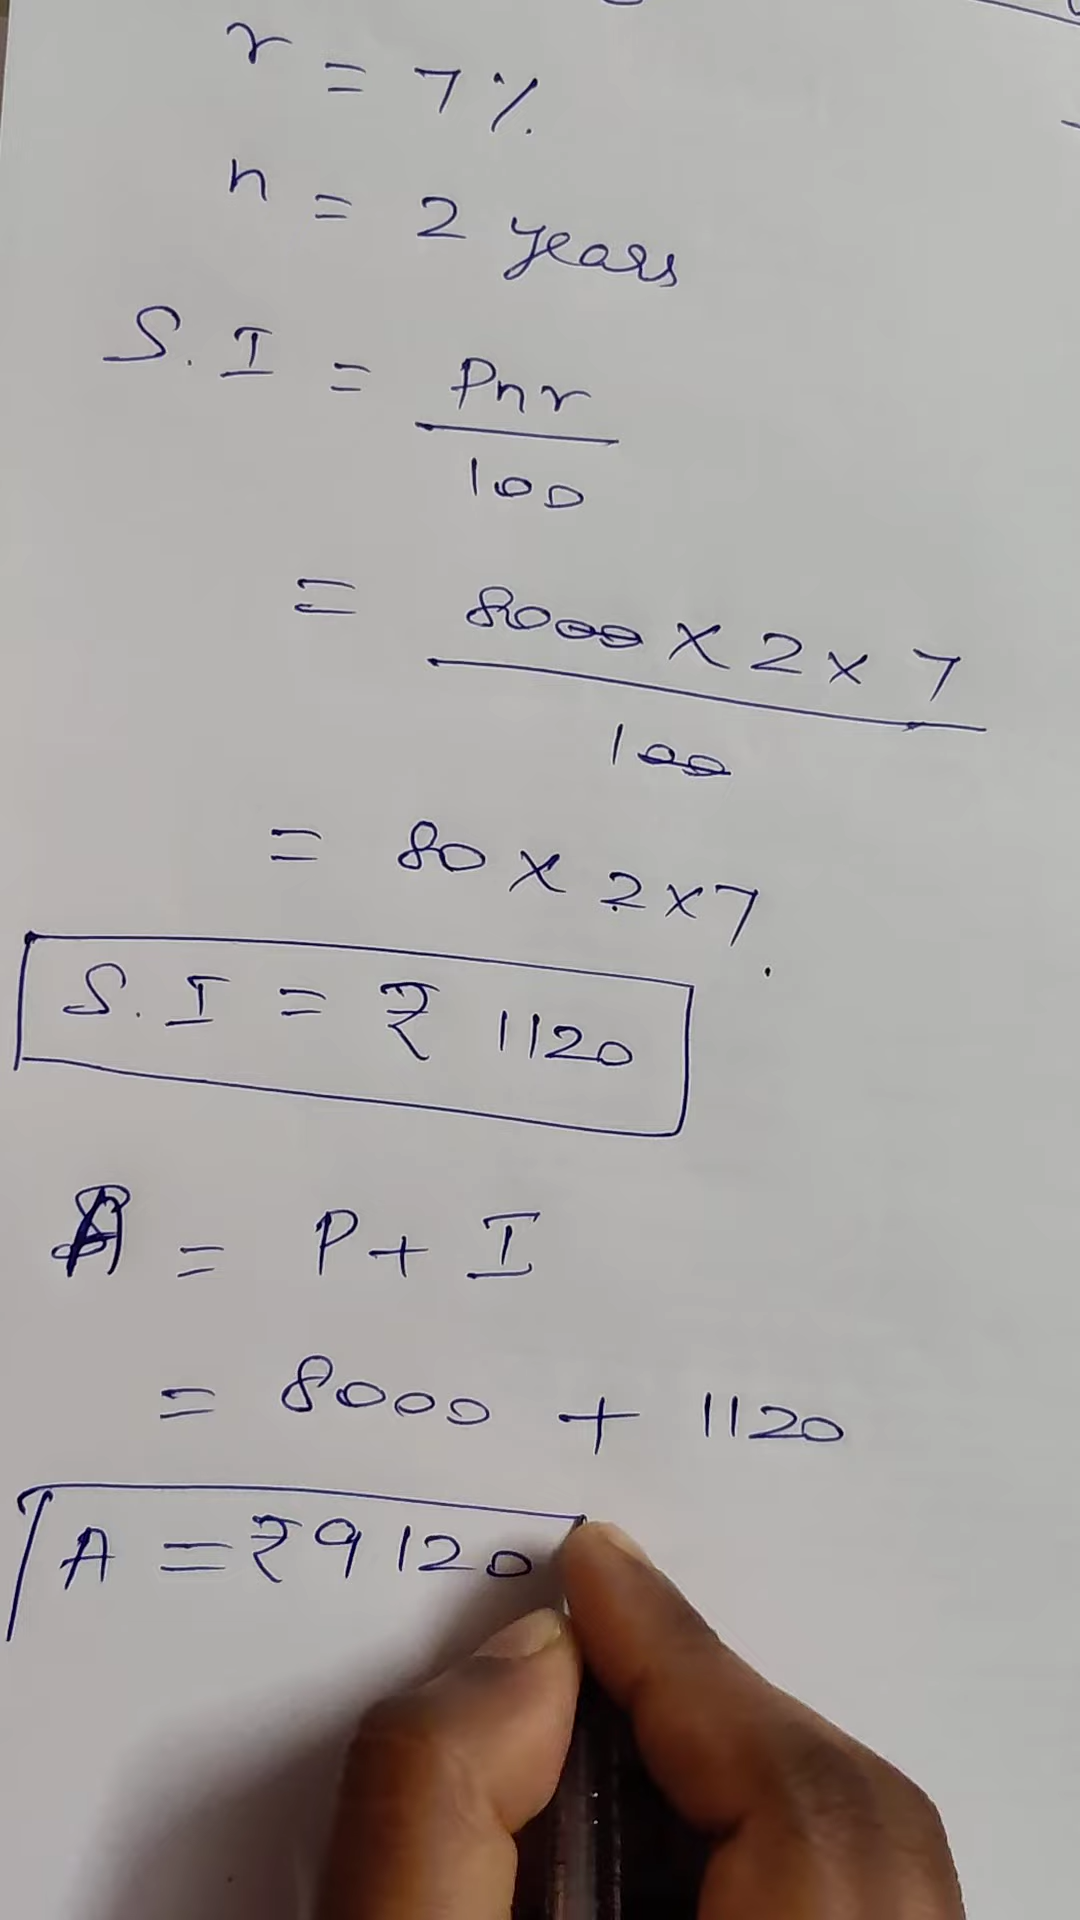 r = 7%
n = 2 years
S.I = Pnr
100
= 8000 × 2 × 7
100
= 80 × 2 × 7.
S.I = ₹ 1120
A = P + I
= 8000 + 1120
A = ₹9120